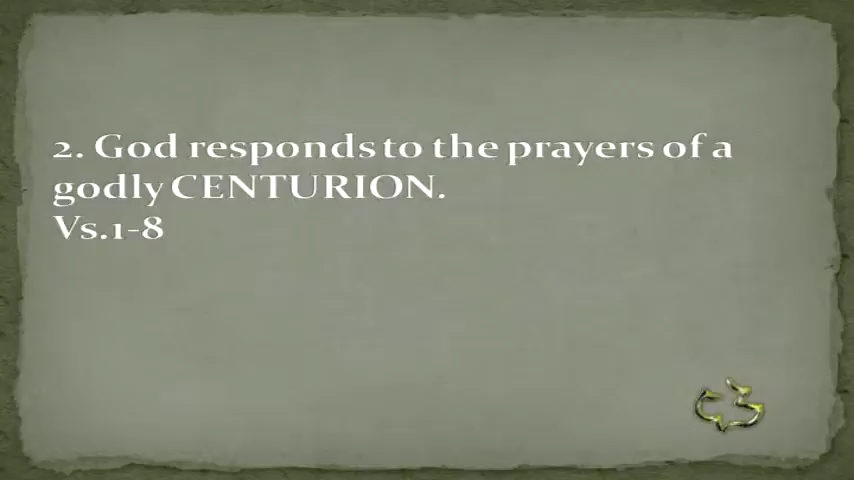 2. God responds to the prayers of a
godly CENTURION.
Vs.1-8